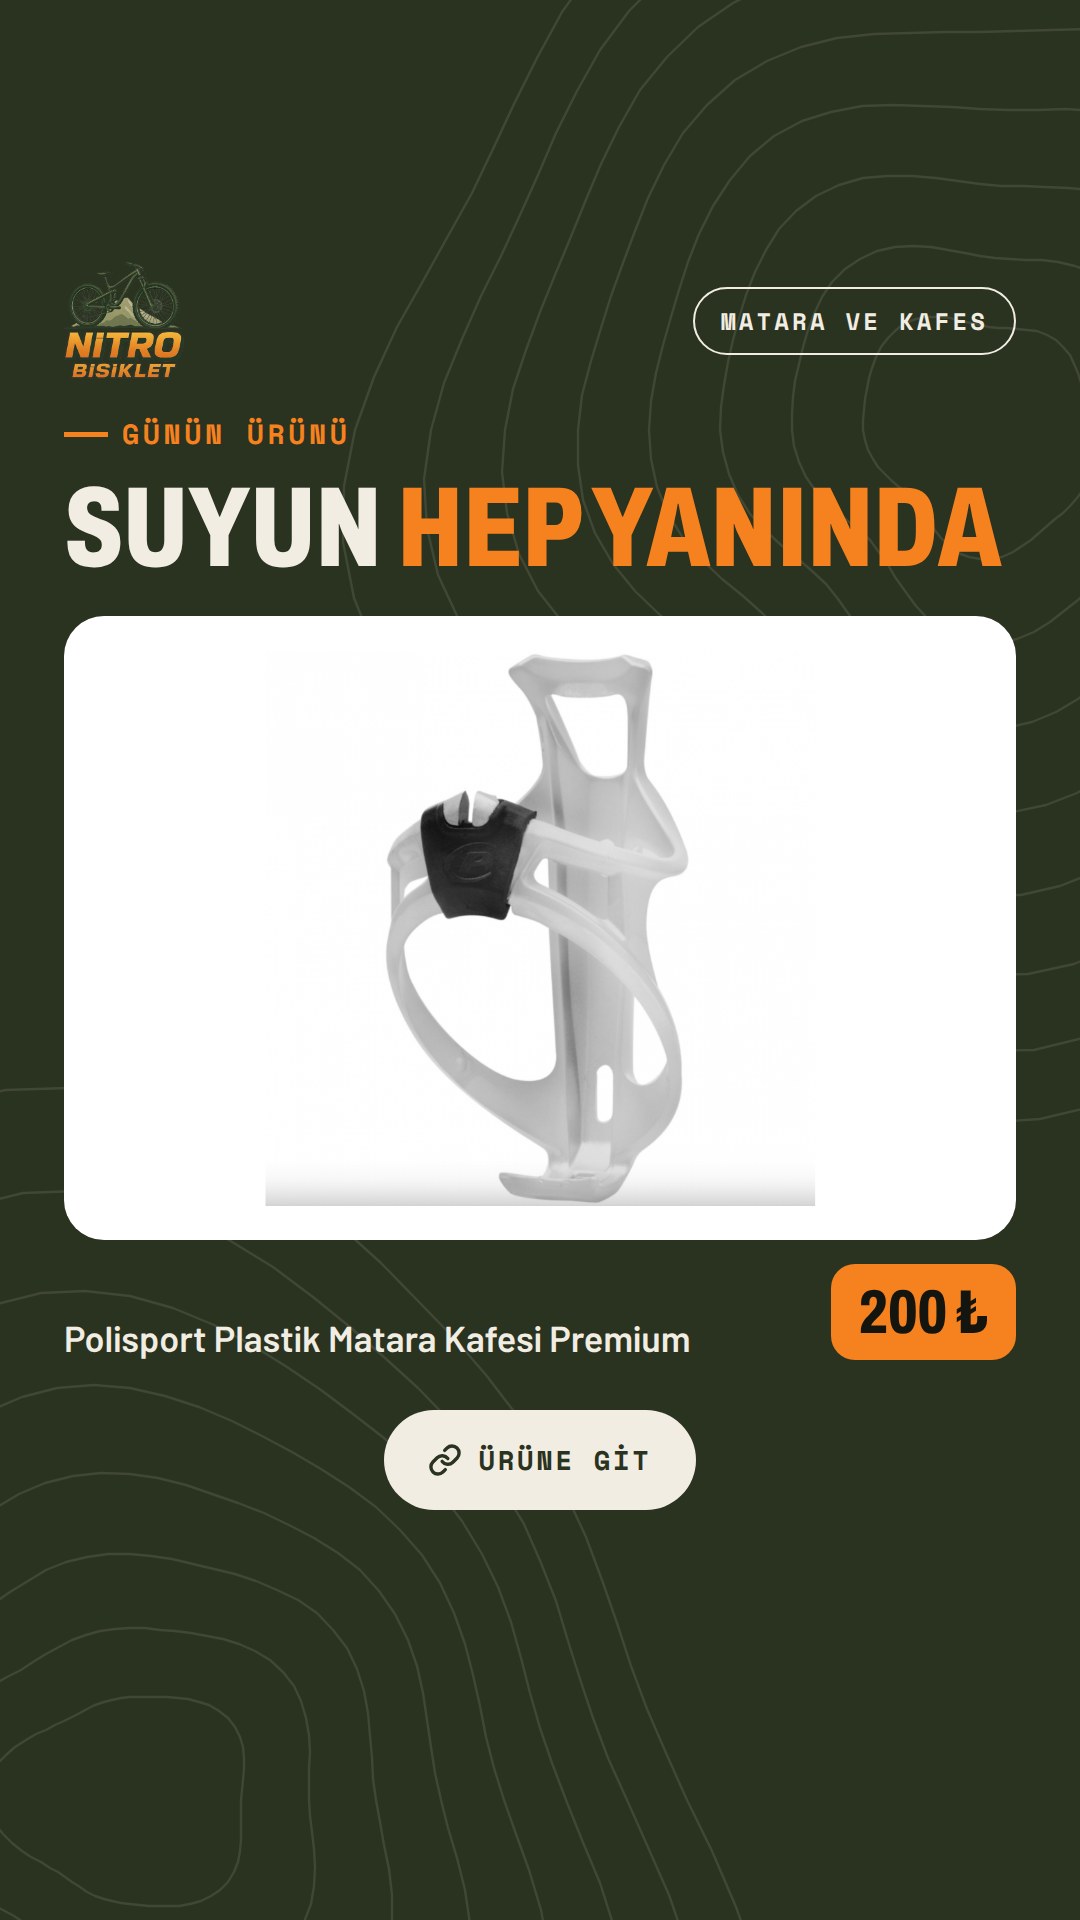 NiTRO
BiSiKLET
MATARA VE KAFES
GÜNÜN ÜRÜNÜ
SUYUN HEP YANINDA
200 ₺
Polisport Plastik Matara Kafesi Premium
ÜRÜNE GİT